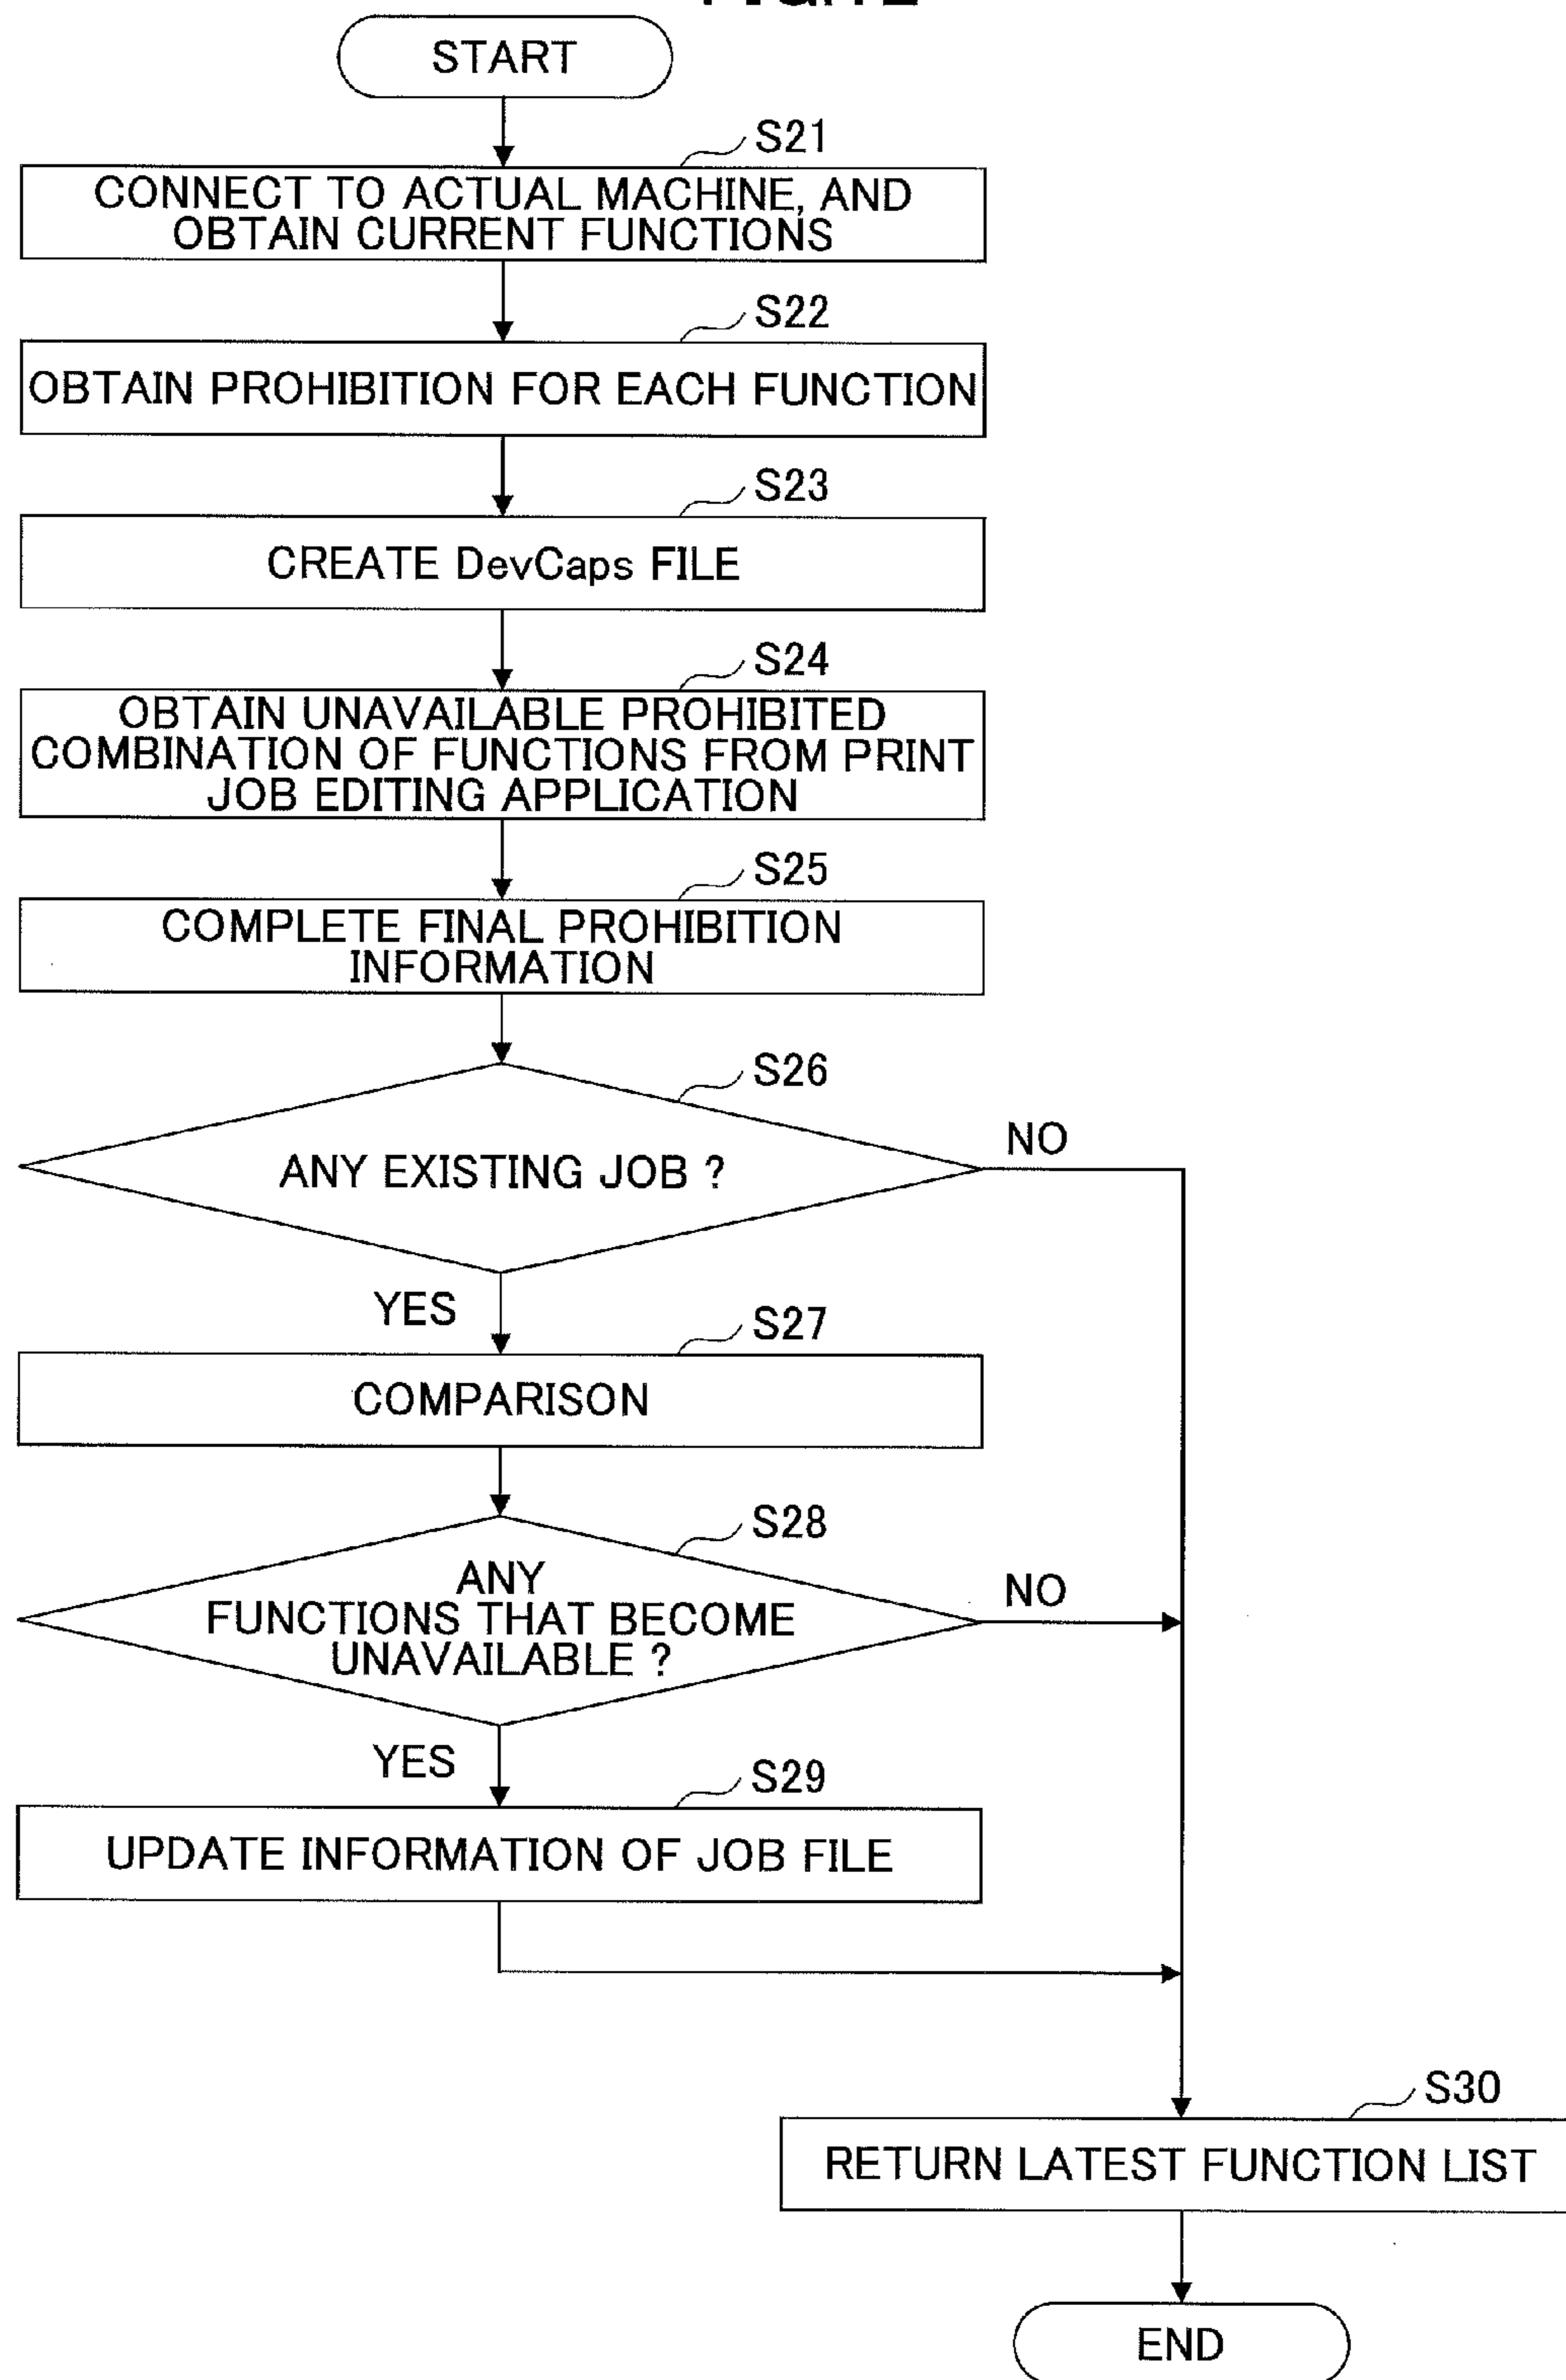 START
S21
CONNECT TO ACTUAL MACHINE, AND
OBTAIN CURRENT FUNCTIONS
S22
OBTAIN PROHIBITION FOR EACH FUNCTION
S23
CREATE DevCaps FILE
S24
OBTAIN UNAVAILABLE PROHIBITED
COMBINATION OF FUNCTIONS FROM PRINT
JOB EDITING APPLICATION
S25
COMPLETE FINAL PROHIBITION
INFORMATION
S26
ANY EXISTING JOB ?
NO
YES
S27
COMPARISON
S28
ANY
FUNCTIONS THAT BECOME
UNAVAILABLE ?
NO
YES
S29
UPDATE INFORMATION OF JOB FILE
S30
RETURN LATEST FUNCTION LIST
END